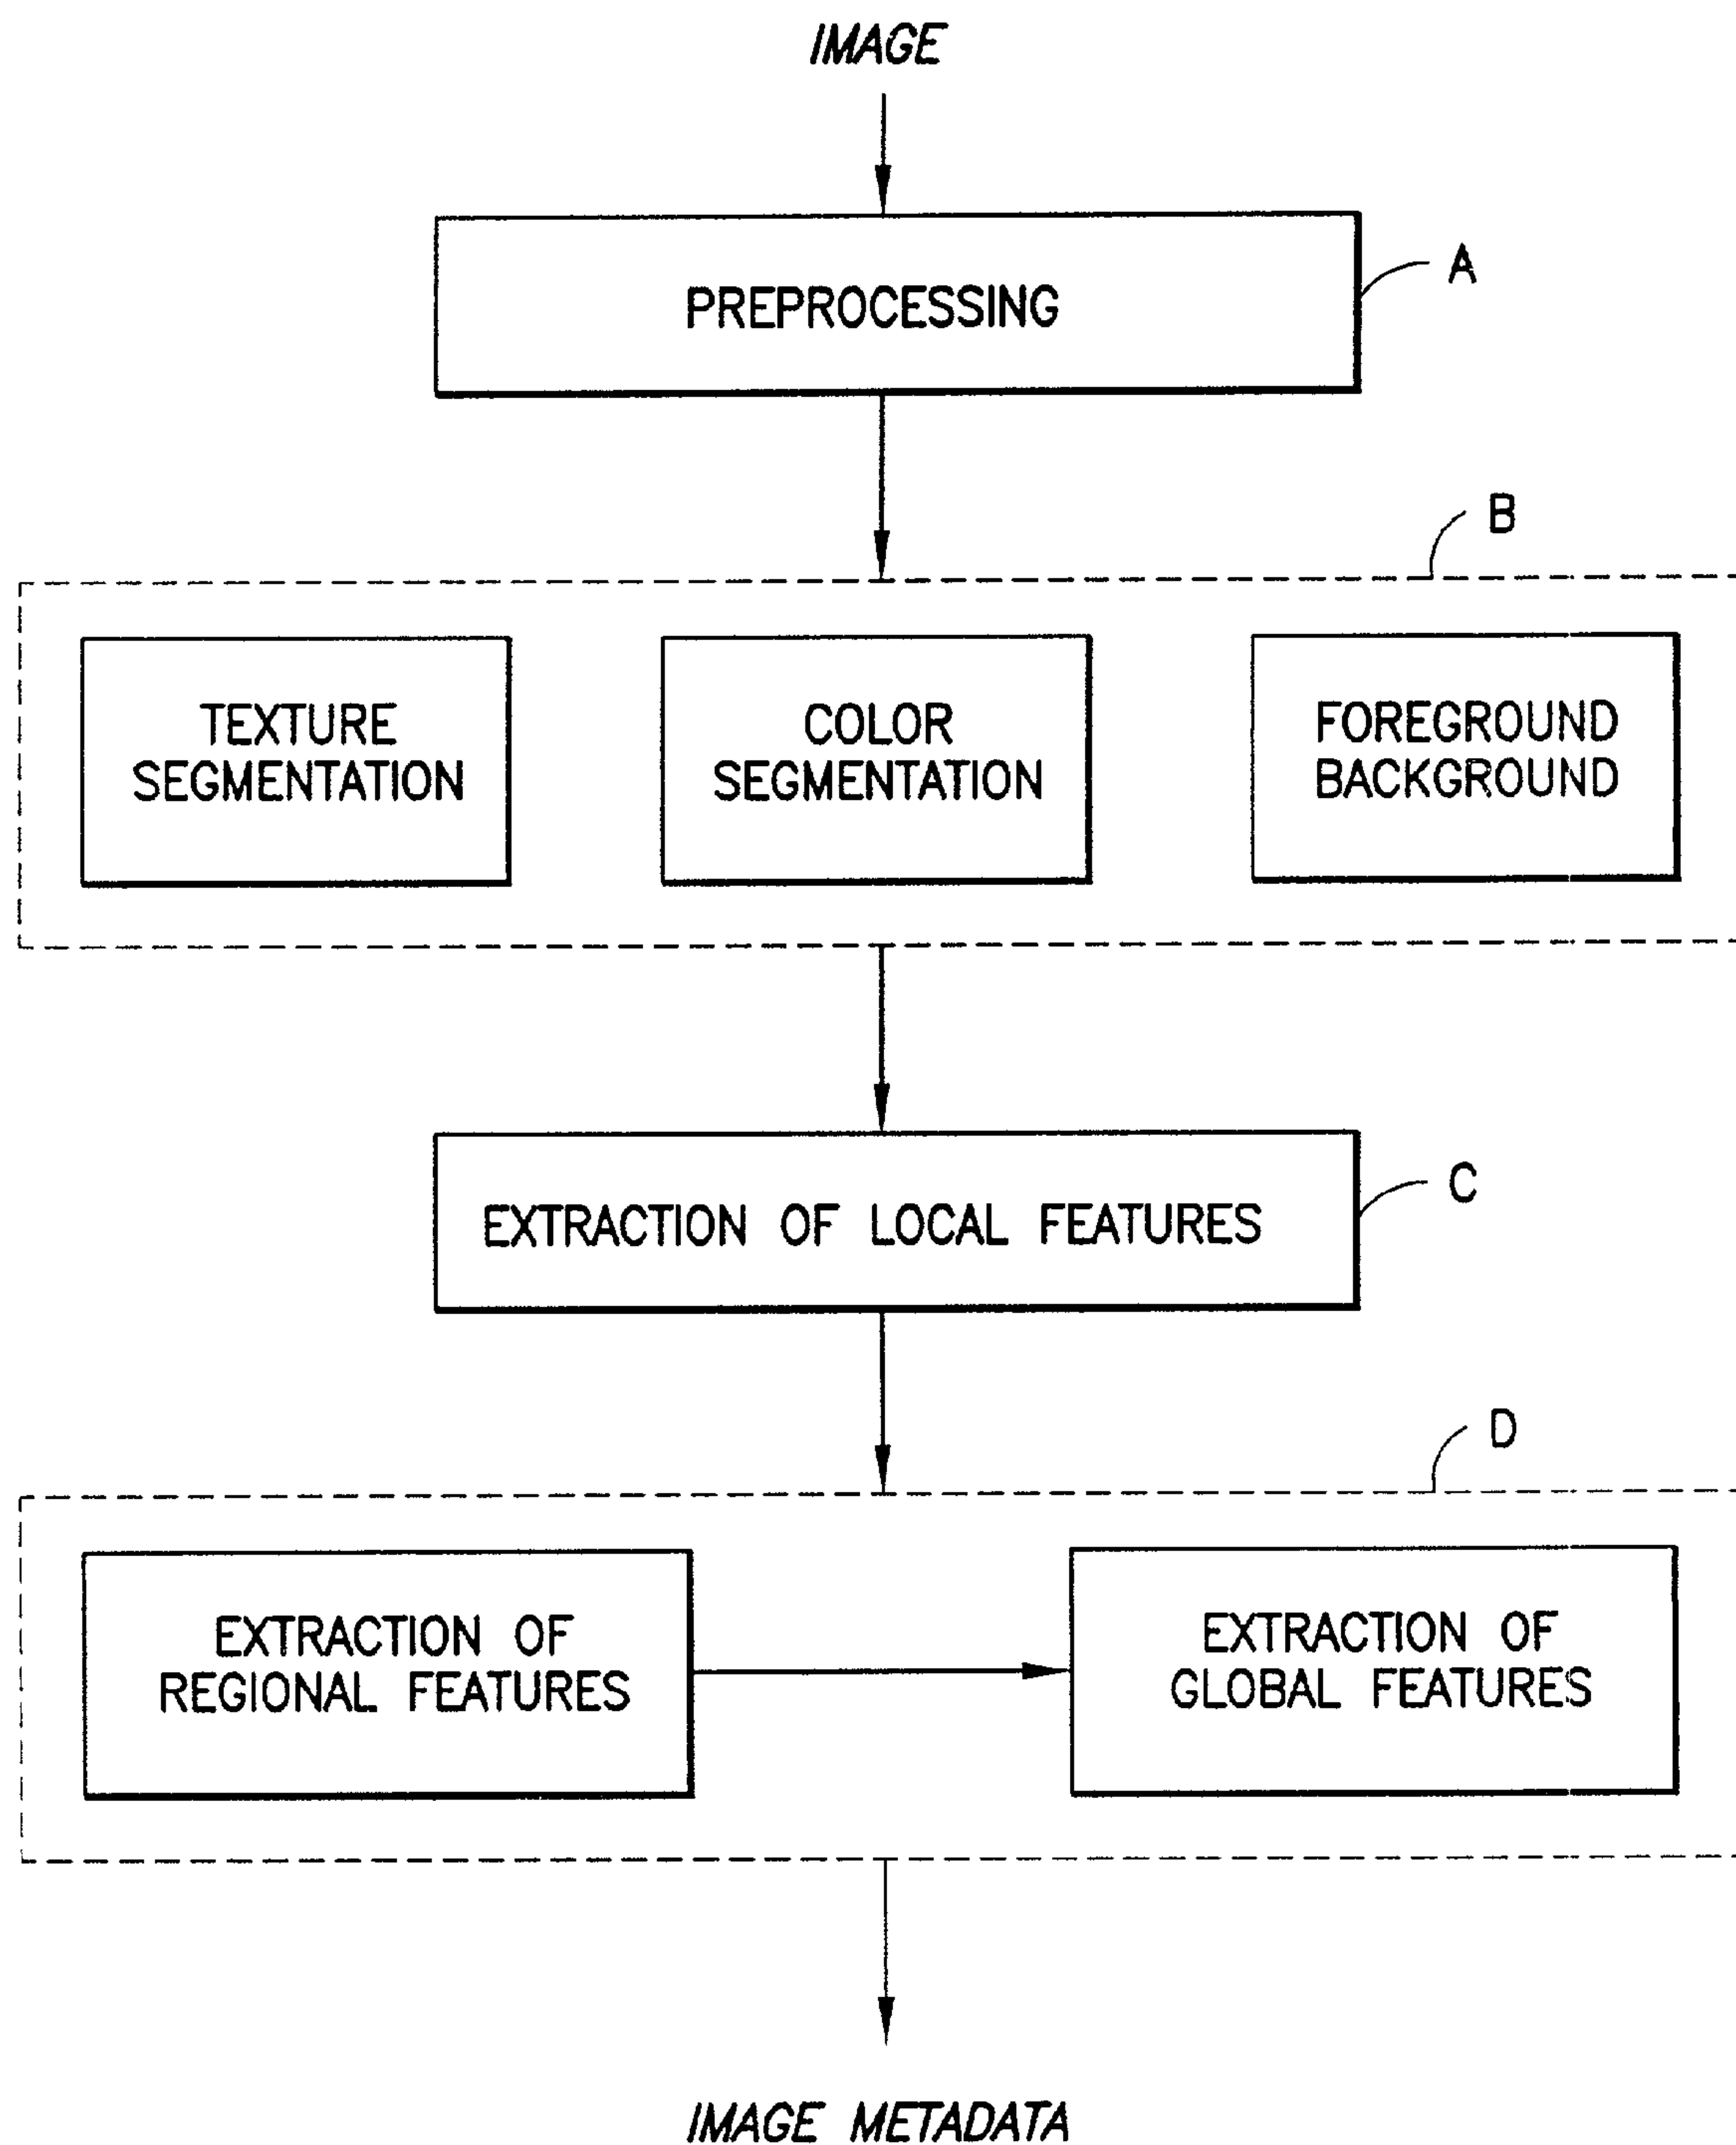 IMAGE
A
PREPROCESSING
B
TEXTURE
SEGMENTATION
COLOR
SEGMENTATION
FOREGROUND
BACKGROUND
C
EXTRACTION OF LOCAL FEATURES
D
EXTRACTION OF
REGIONAL FEATURES
EXTRACTION OF
GLOBAL FEATURES
IMAGE METADATA